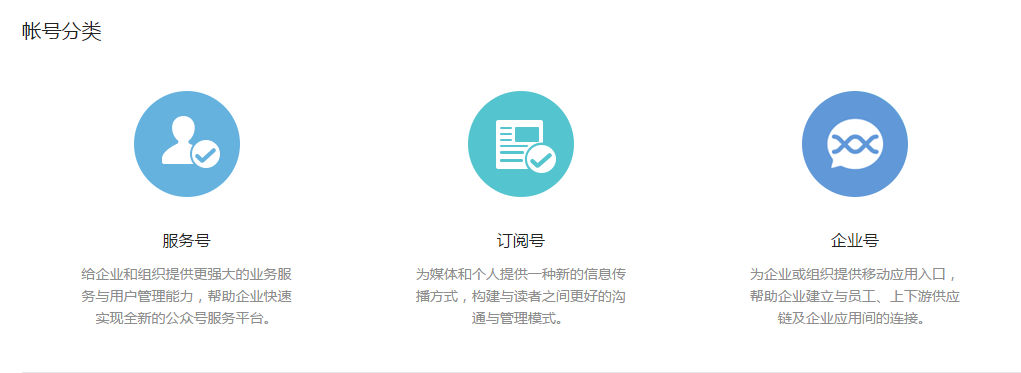 帐号分类
服务号
给企业和组织提供更强大的业务服
务与用户管理能力，帮助企业快速
实现全新的公众号服务平台。
订阅号
为媒体和个人提供一种新的信息传
播方式，构建与读者之间更好的沟
通与管理模式。
企业号
为企业或组织提供移动应用入口，
帮助企业建立与员工、上下游供应
链及企业应用间的连接。